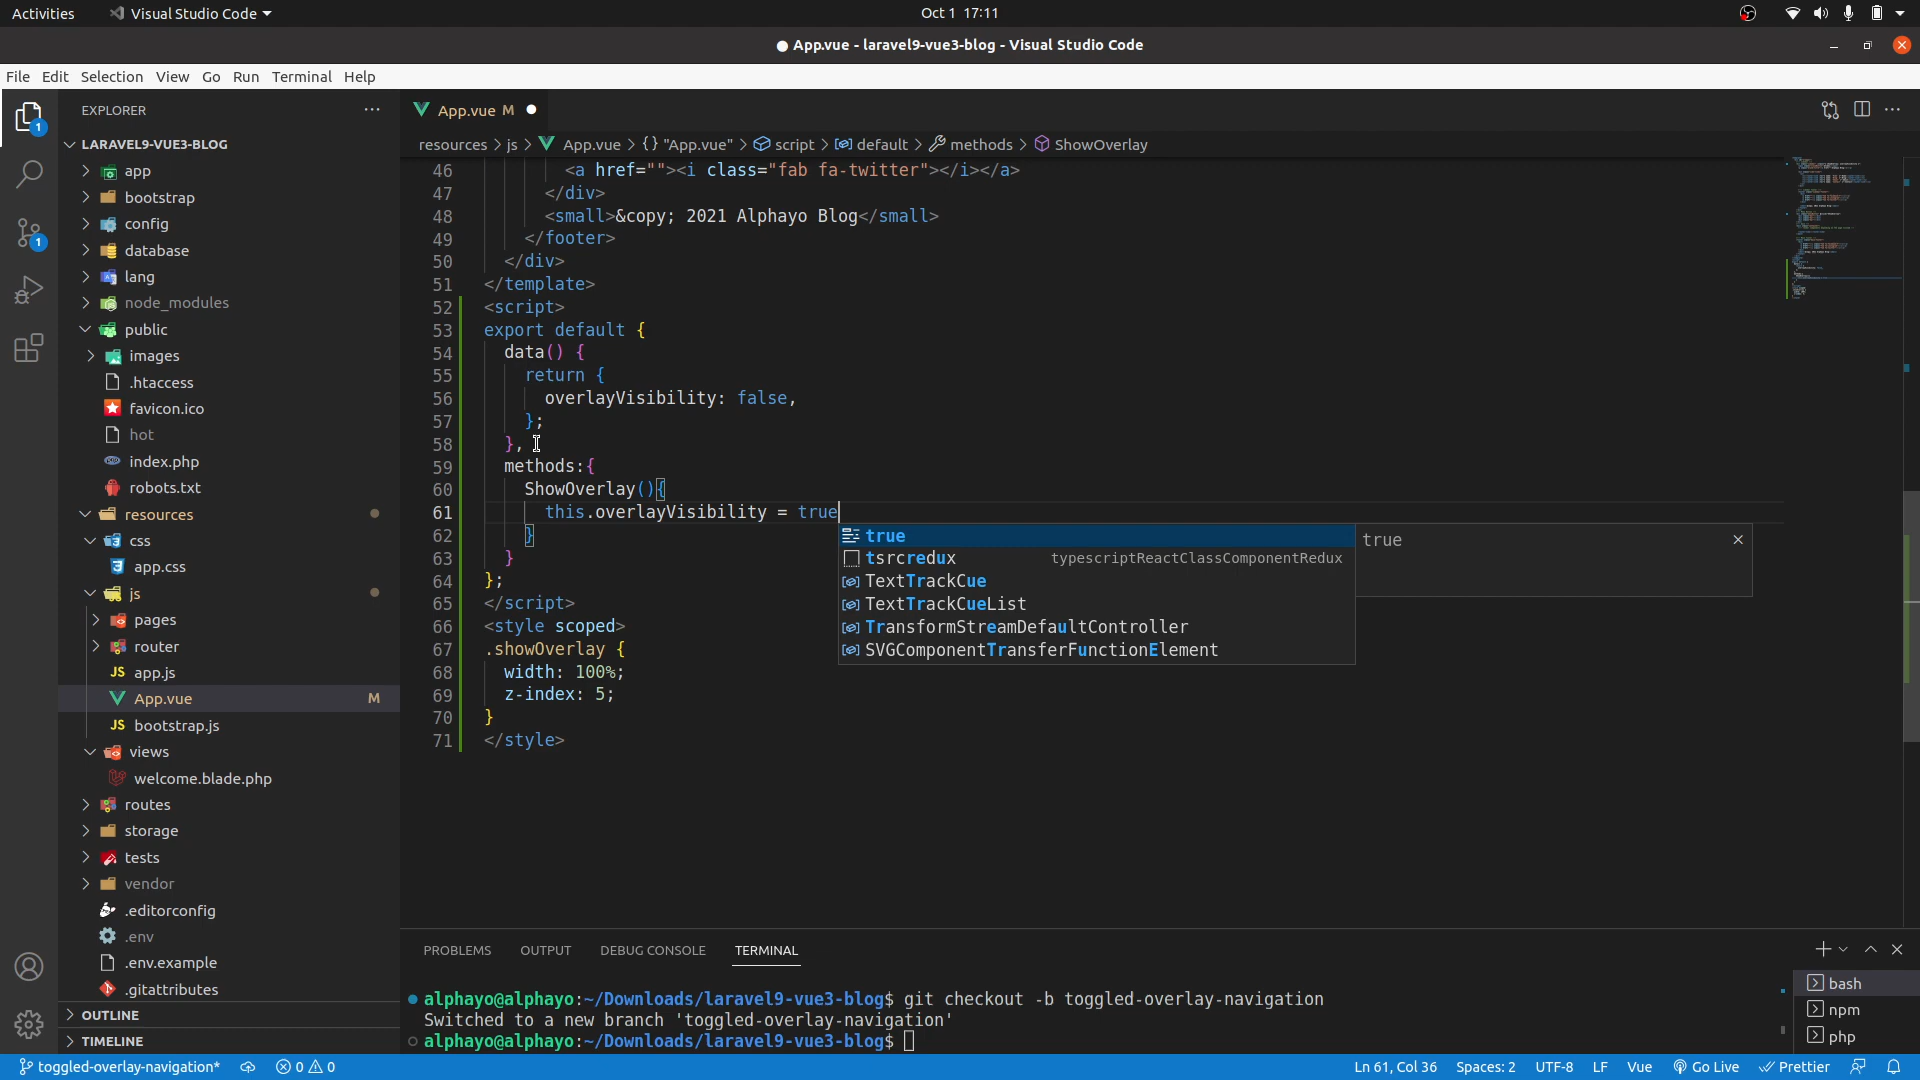 Activities
Visual Studio Code
Oct 1 17:11
● App.vue - laravel9-vue3-blog - Visual Studio Code
File Edit Selection View Go Run Terminal Help
EXPLORER
LARAVEL9-VUE3-BLOG
app
bootstrap
config
database
lang
node_modules
public
images
.htaccess
favicon.ico
hot
index.php
robots.txt
resources
css
app.css
js
pages
router
JS app.js
App.vue M
JS bootstrap.js
views
welcome.blade.php
routes
storage
tests
vendor
.editorconfig
.env
.env.example
.gitattributes
OUTLINE
TIMELINE
1
1
App.vue M ●
resources > js > App.vue > {} "App.vue" > script > default > methods > ShowOverlay
46 <a href=""><i class="fab fa-twitter"></i></a>
47 </div>
48 <small>&copy; 2021 Alphayo Blog</small>
49 </footer>
50 </div>
51 </template>
52 <script>
53 export default {
54 data() {
55 return {
56 overlayVisibility: false,
57 };
58 },
59 methods:{
60 ShowOverlay(){
61 this.overlayVisibility = true
62 }
63 }
64 };
65 </script>
66 <style scoped>
67 .showOverlay {
68 width: 100%;
69 z-index: 5;
70 }
71 </style>
true
tsrcredux typescriptReactClassComponentRedux
TextTrackCue
TextTrackCueList
TransformStreamDefaultController
SVGComponentTransferFunctionElement
true
PROBLEMS OUTPUT DEBUG CONSOLE TERMINAL
alphayo@alphayo:~/Downloads/laravel9-vue3-blog$ git checkout -b toggled-overlay-navigation
Switched to a new branch 'toggled-overlay-navigation'
alphayo@alphayo:~/Downloads/laravel9-vue3-blog$
bash
npm
php
toggled-overlay-navigation* 0 0 Ln 61, Col 36 Spaces: 2 UTF-8 LF Vue Go Live Prettier